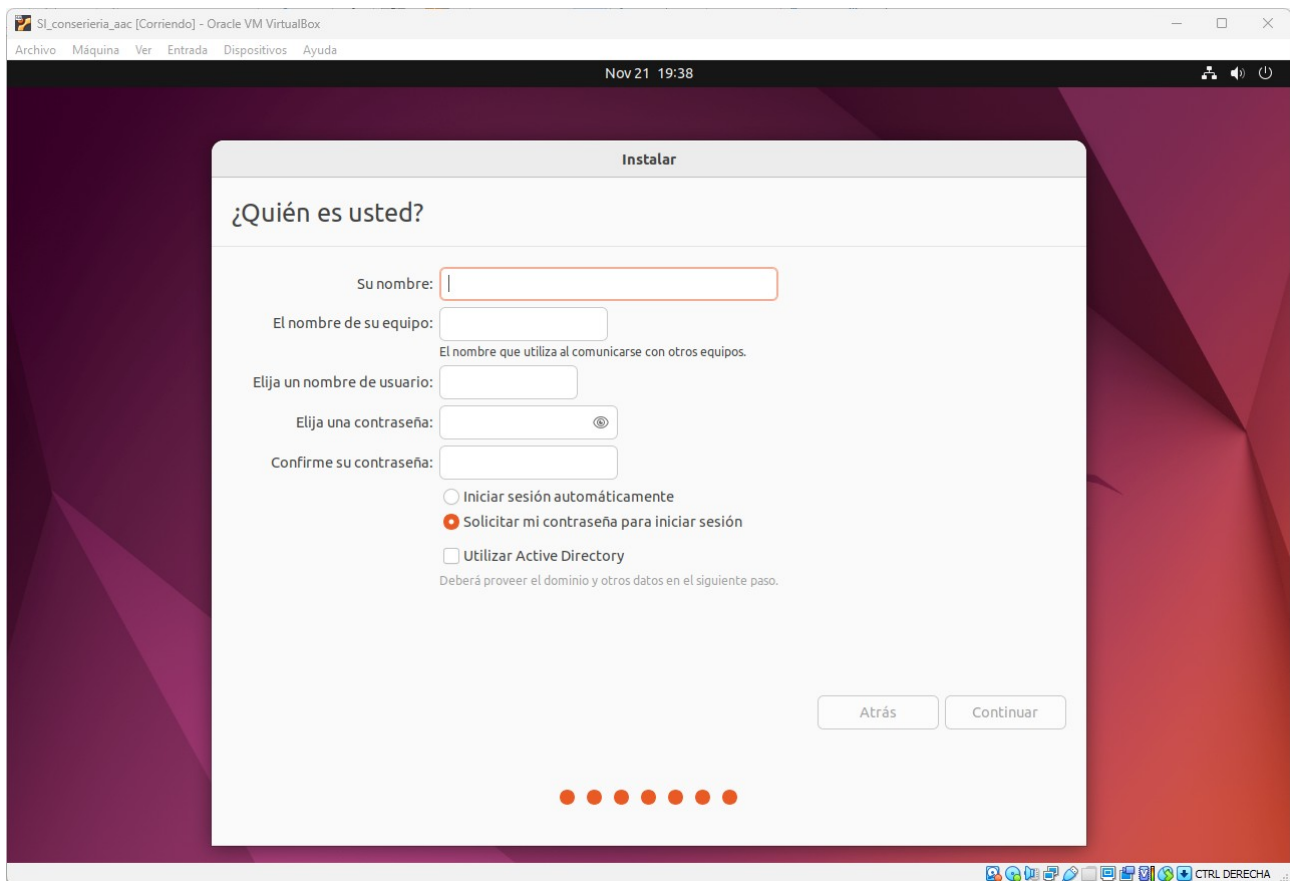 SI_conserieria_aac [Corriendo] - Oracle VM VirtualBox
Archivo Máquina Ver Entrada Dispositivos Ayuda
Nov 21 19:38
Instalar
¿Quién es usted?
Su nombre:
El nombre de su equipo:
El nombre que utiliza al comunicarse con otros equipos.
Elija un nombre de usuario:
Elija una contraseña:
Confirme su contraseña:
Iniciar sesión automáticamente
Solicitar mi contraseña para iniciar sesión
Utilizar Active Directory
Deberá proveer el dominio y otros datos en el siguiente paso.
Atrás Continuar
CTRL DERECHA